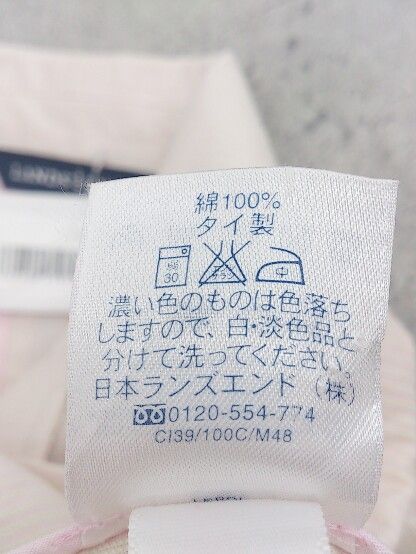 綿100%
タイ製
30
中
濃い色のものは色落ち
しますので、白・淡色品と
分けて洗ってください。
日本ランズエンド(株)
0120-554-774
CI39/100C/M48